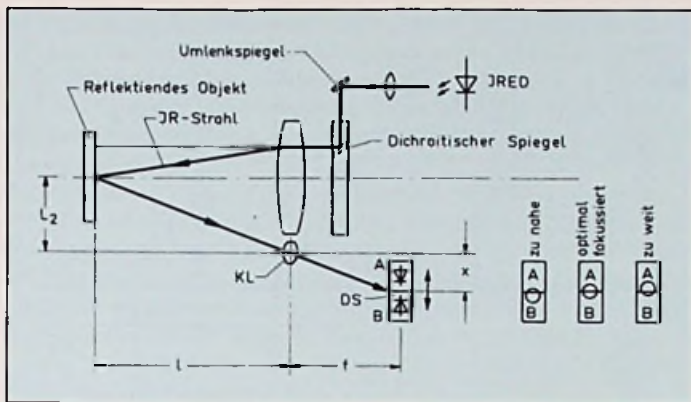 Umlenkspiegel
JRED
Reflektiendes Objekt
JR-Strahl
Dichroitischer Spiegel
L2
KL
A
DS
B
x
l
f
zu nahe
optimal
fokussiert
zu weit
A
B
A
B
A
B